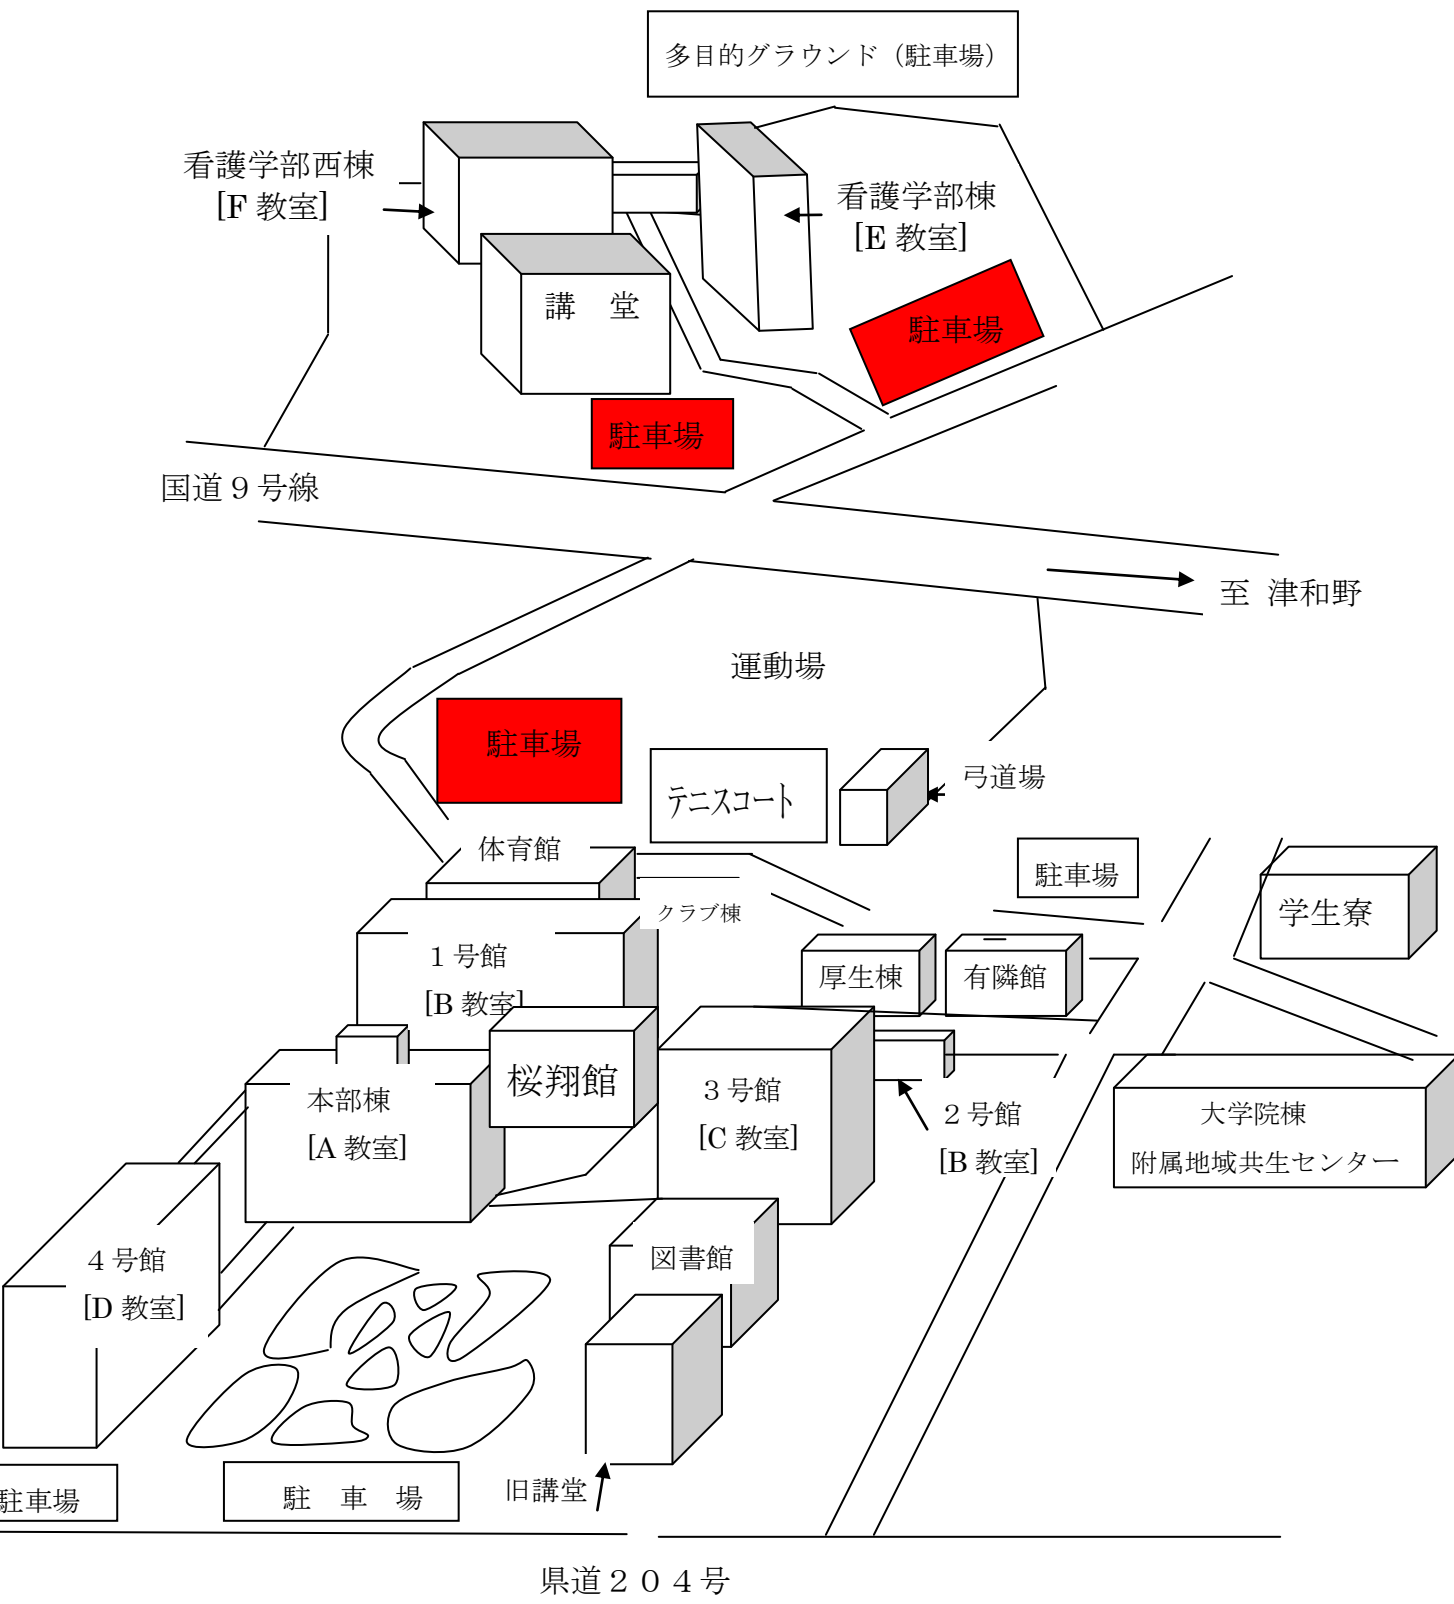 多目的グラウンド（駐車場）
看護学部西棟
[F 教室]
看護学部棟
[E 教室]
講　堂
駐車場
駐車場
国道９号線
至 津和野
運動場
駐車場
テニスコート
弓道場
体育館
駐車場
クラブ棟
学生寮
１号館
[B 教室]
厚生棟
有隣館
桜翔館
３号館
[C 教室]
本部棟
[A 教室]
２号館
[B 教室]
大学院棟
附属地域共生センター
４号館
[D 教室]
図書館
駐車場
駐　車　場
旧講堂
県道２０４号